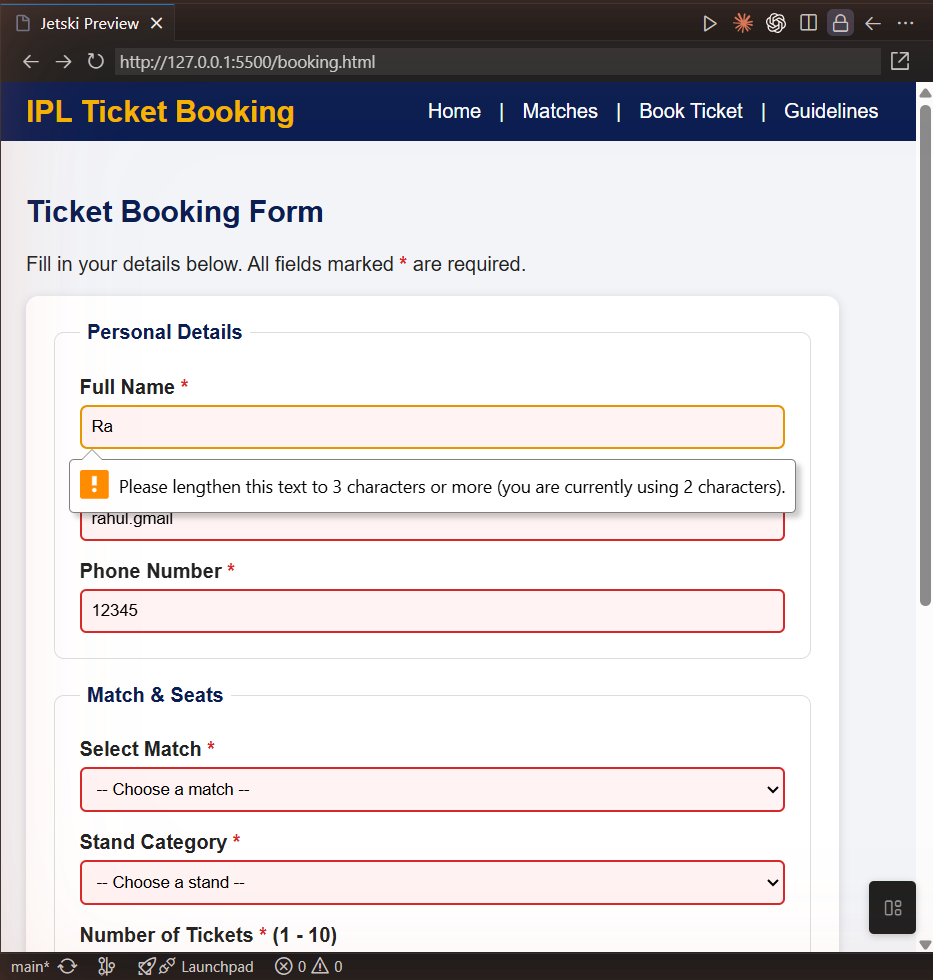 Jetski Preview
http://127.0.0.1:5500/booking.html
IPL Ticket Booking
Home | Matches | Book Ticket | Guidelines
Ticket Booking Form
Fill in your details below. All fields marked * are required.
Personal Details
Full Name *
Ra
! Please lengthen this text to 3 characters or more (you are currently using 2 characters).
rahul.gmail
Phone Number *
12345
Match & Seats
Select Match *
-- Choose a match --
Stand Category *
-- Choose a stand --
Number of Tickets * (1 - 10)
main* Launchpad 0 0